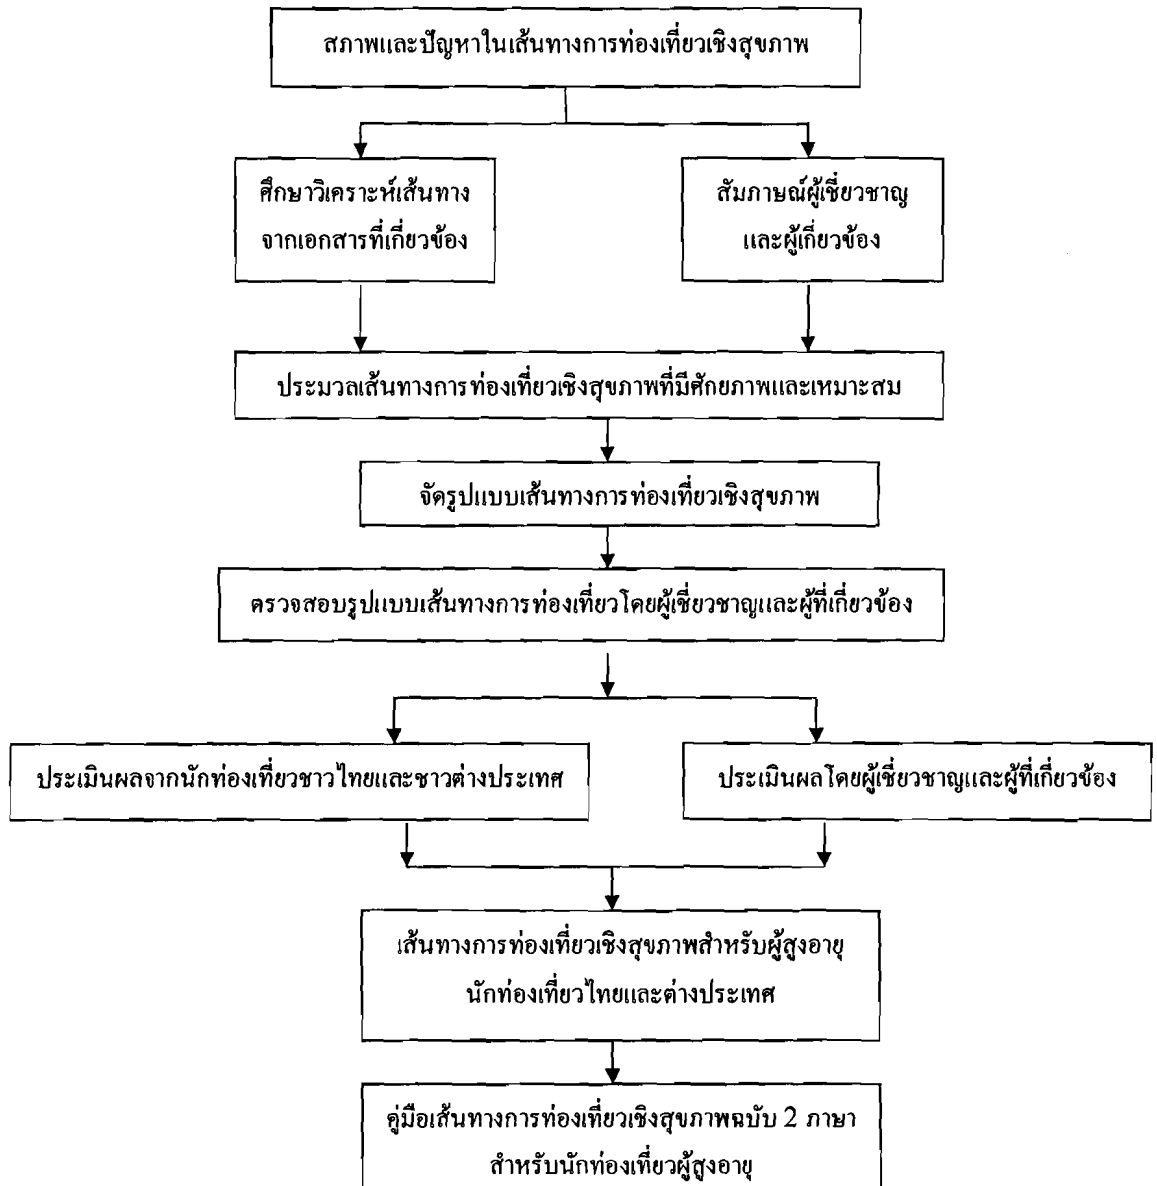 สภาพและปัญหาในเส้นทางการท่องเที่ยวเชิงสุขภาพ
ศึกษาวิเคราะห์เส้นทาง
จากเอกสารที่เกี่ยวข้อง
สัมภาษณ์ผู้เชี่ยวชาญ
และผู้เกี่ยวข้อง
ประมวลเส้นทางการท่องเที่ยวเชิงสุขภาพที่มีศักยภาพและเหมาะสม
จัดรูปแบบเส้นทางการท่องเที่ยวเชิงสุขภาพ
ตรวจสอบรูปแบบเส้นทางการท่องเที่ยวโดยผู้เชี่ยวชาญและผู้ที่เกี่ยวข้อง
ประเมินผลจากนักท่องเที่ยวชาวไทยและชาวต่างประเทศ
ประเมินผลโดยผู้เชี่ยวชาญและผู้ที่เกี่ยวข้อง
เส้นทางการท่องเที่ยวเชิงสุขภาพสำหรับผู้สูงอายุ
นักท่องเที่ยวไทยและต่างประเทศ
คู่มือเส้นทางการท่องเที่ยวเชิงสุขภาพฉบับ 2 ภาษา
สำหรับนักท่องเที่ยวผู้สูงอายุ